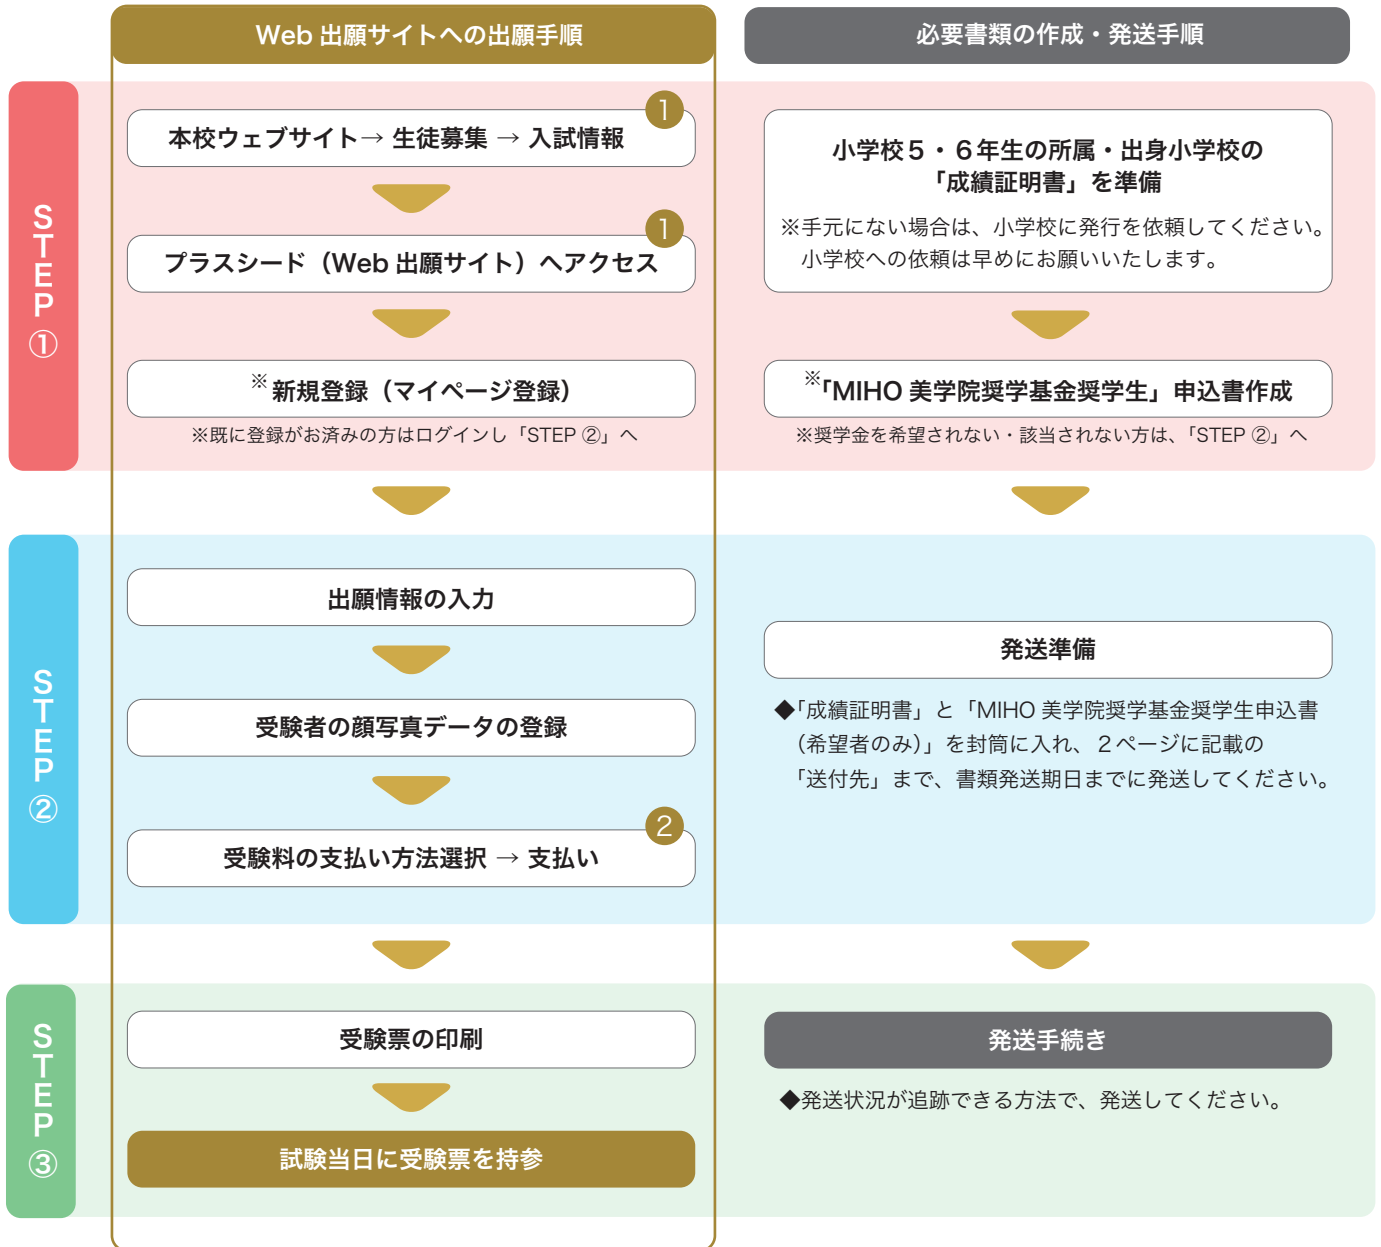 Web 出願サイトへの出願手順
必要書類の作成・発送手順
STEP ①
本校ウェブサイト→ 生徒募集 → 入試情報
1
プラスシード（Web 出願サイト）へアクセス
1
※新規登録（マイページ登録）
※既に登録がお済みの方はログインし「STEP ②」へ
小学校５・６年生の所属・出身小学校の
「成績証明書」を準備
※手元にない場合は、小学校に発行を依頼してください。
小学校への依頼は早めにお願いいたします。
※「MIHO 美学院奨学基金奨学生」申込書作成
※奨学金を希望されない・該当されない方は、「STEP ②」へ
STEP ②
出願情報の入力
受験者の顔写真データの登録
受験料の支払い方法選択 → 支払い
2
発送準備
◆「成績証明書」と「MIHO 美学院奨学基金奨学生申込書
（希望者のみ）」を封筒に入れ、２ページに記載の
「送付先」まで、書類発送期日までに発送してください。
STEP ③
受験票の印刷
試験当日に受験票を持参
発送手続き
◆発送状況が追跡できる方法で、発送してください。